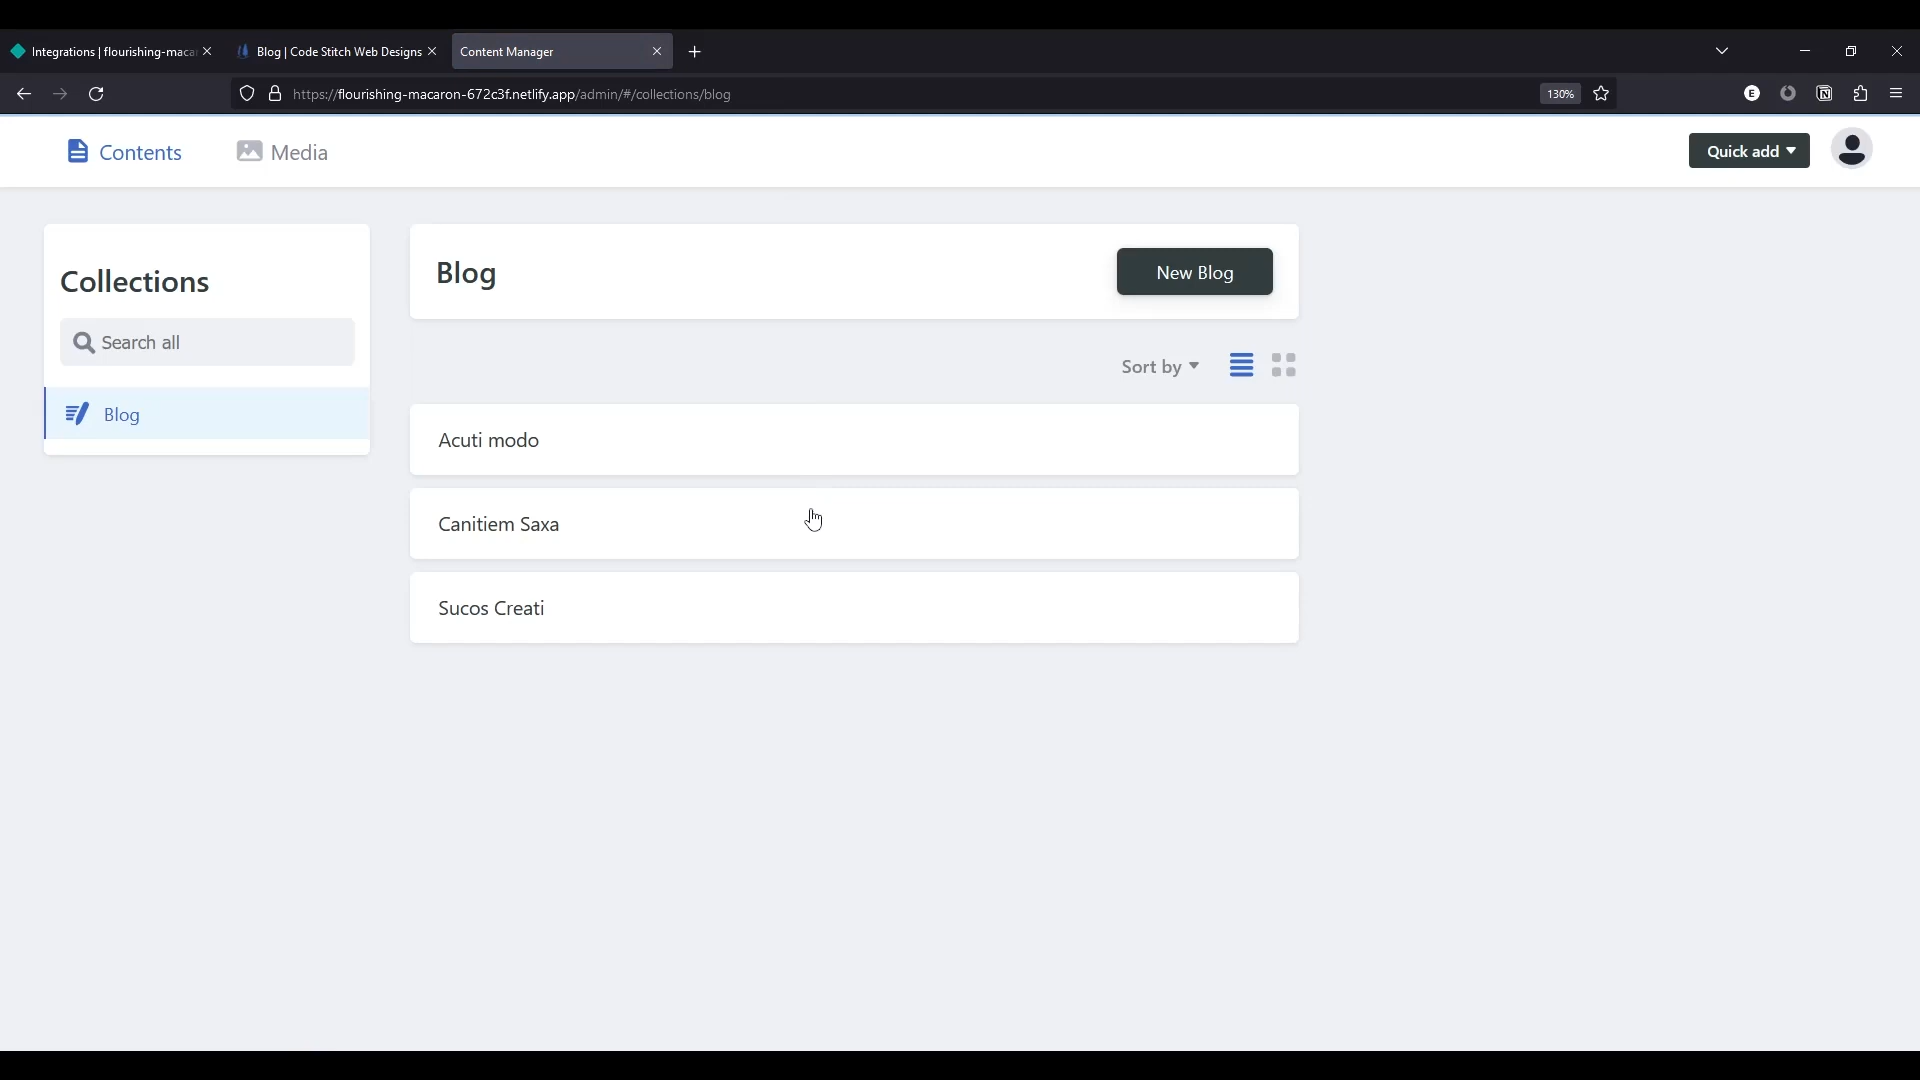 Integrations | flourishing-maca
Blog | Code Stitch Web Designs
Content Manager
https://flourishing-macaron-672c3f.netlify.app/admin/#/collections/blog
130%
E
N
Contents
Media
Quick add
Collections
Search all
Blog
Blog
New Blog
Sort by
Acuti modo
Canitiem Saxa
Sucos Creati